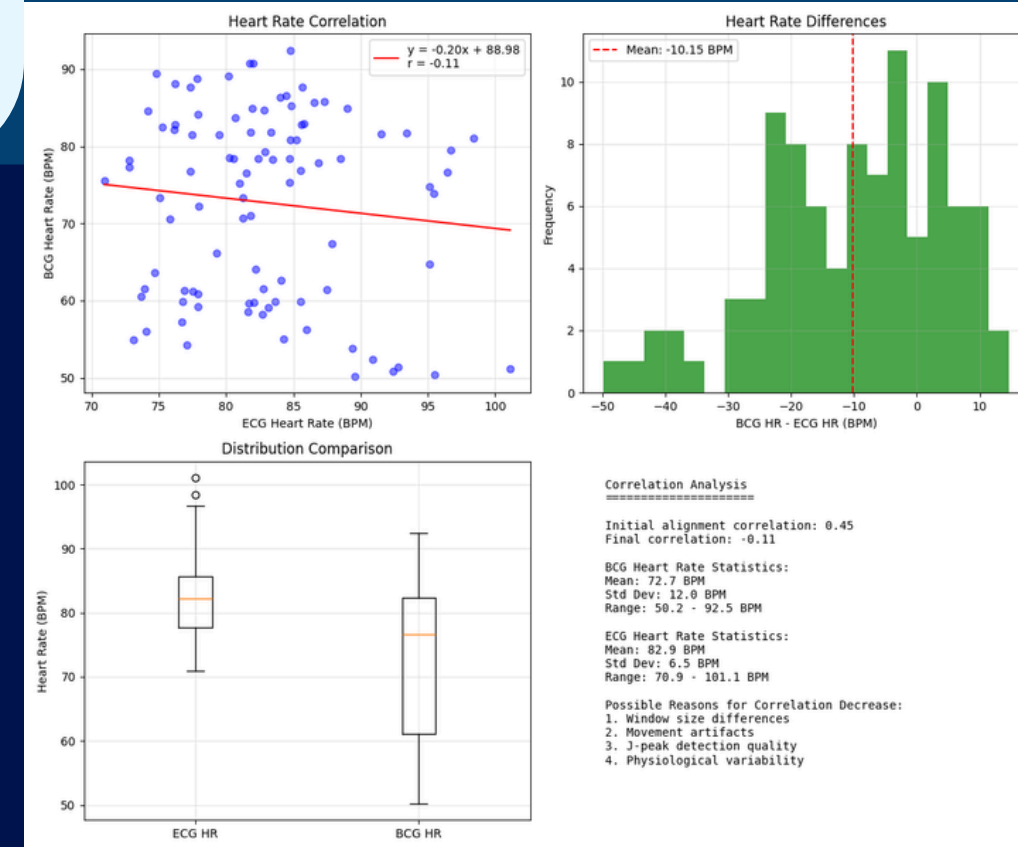 Heart Rate Correlation
y = -0.20x + 88.98
r = -0.11
90
80
70
60
50
BCG Heart Rate (BPM)
70 75 80 85 90 95 100
ECG Heart Rate (BPM)
Heart Rate Differences
Mean: -10.15 BPM
10
8
6
4
2
0
Frequency
−50 −40 −30 −20 −10 0 10
BCG HR - ECG HR (BPM)
Distribution Comparison
100
90
80
70
60
50
Heart Rate (BPM)
ECG HR BCG HR
Correlation Analysis
=====================
Initial alignment correlation: 0.45
Final correlation: -0.11
BCG Heart Rate Statistics:
Mean: 72.7 BPM
Std Dev: 12.0 BPM
Range: 50.2 - 92.5 BPM
ECG Heart Rate Statistics:
Mean: 82.9 BPM
Std Dev: 6.5 BPM
Range: 70.9 - 101.1 BPM
Possible Reasons for Correlation Decrease:
1. Window size differences
2. Movement artifacts
3. J-peak detection quality
4. Physiological variability